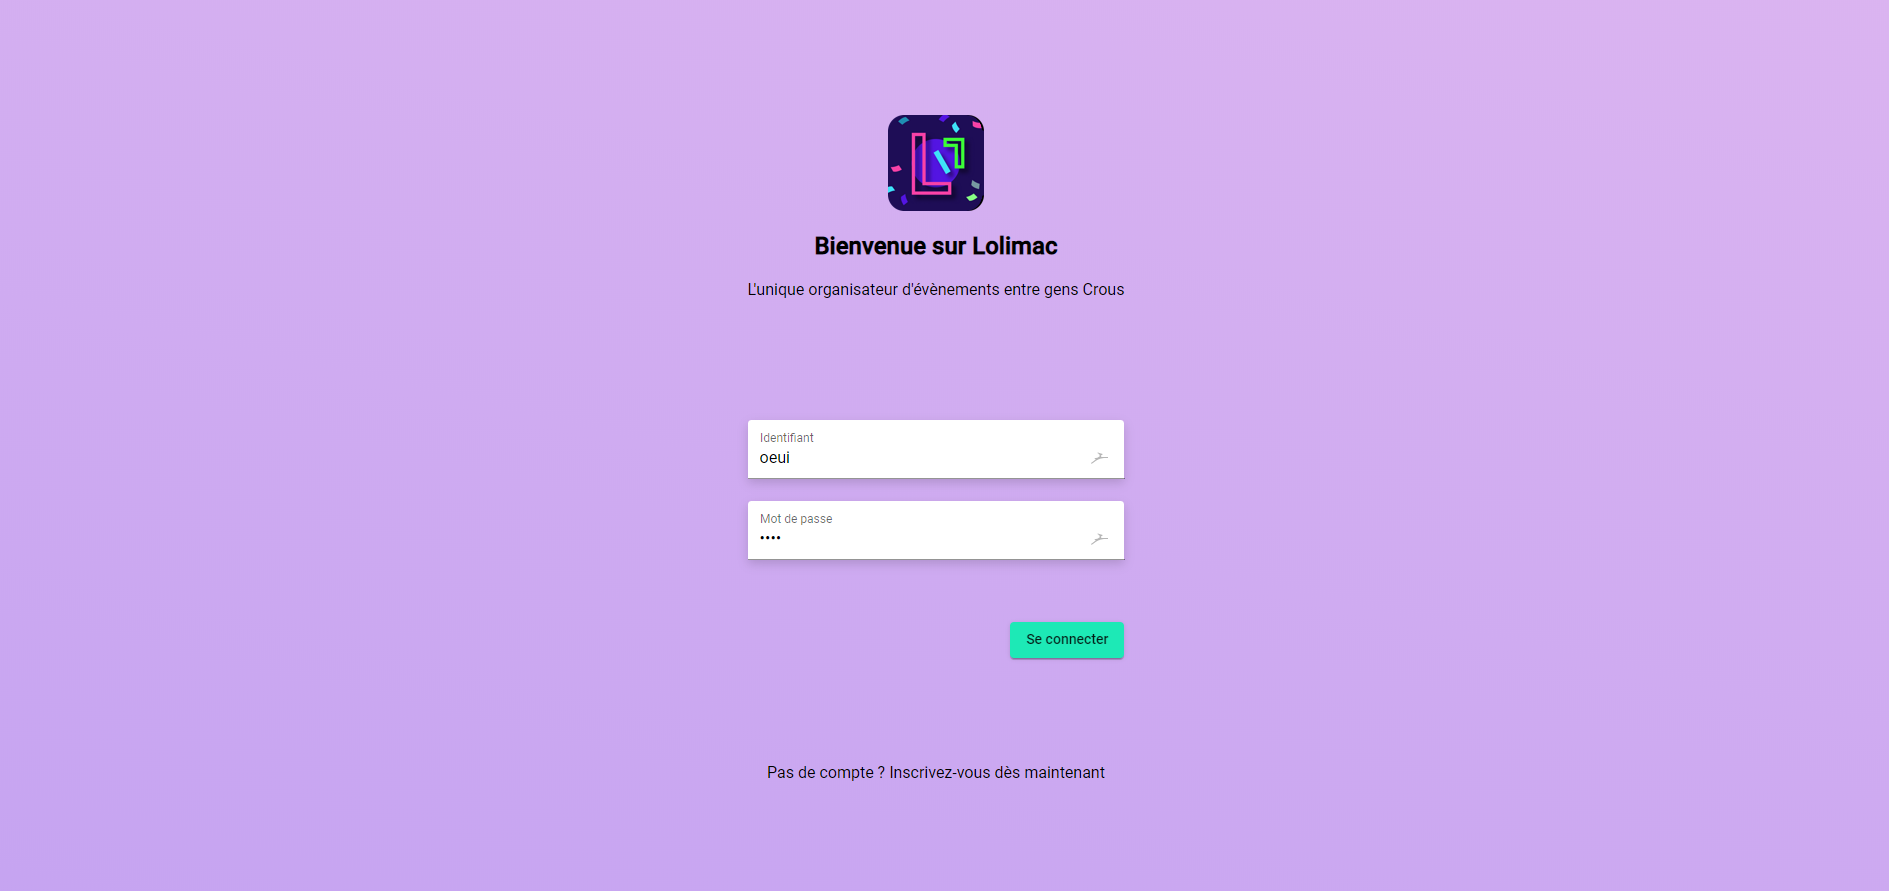 Bienvenue sur Lolimac
L'unique organisateur d'évènements entre gens Crous
Identifiant
oeui
Mot de passe
••••
Se connecter
Pas de compte ? Inscrivez-vous dès maintenant